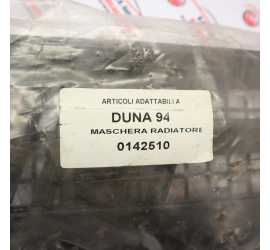 ARTICOLI ADATTABILI A
DUNA 94
MASCHERA RADIATORE
0142510